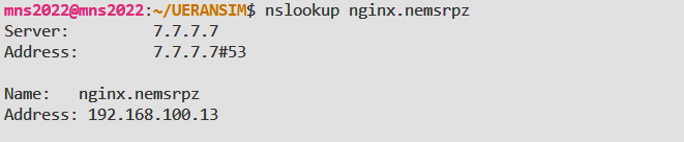 mns2022@mns2022:~/UERANSIM$ nslookup nginx.nemsrpz
Server:         7.7.7.7
Address:        7.7.7.7#53
Name:   nginx.nemsrpz
Address: 192.168.100.13